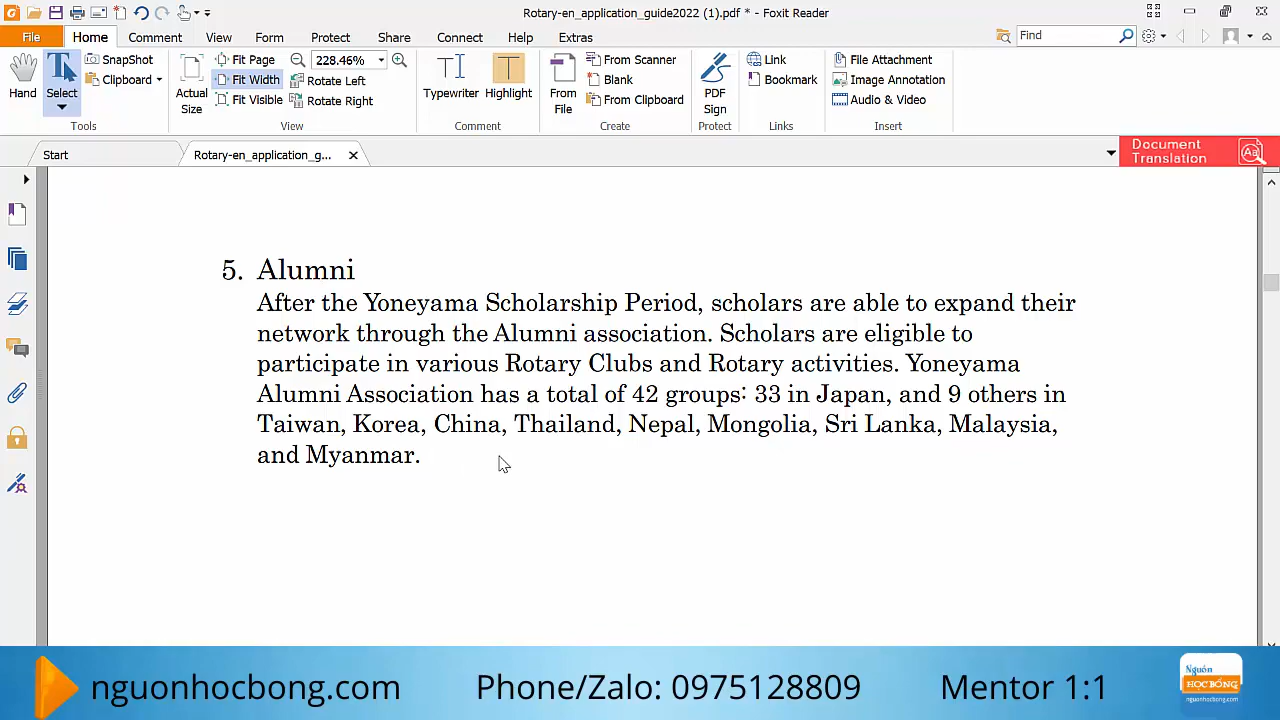 Rotary-en_application_guide2022 (1).pdf * - Foxit Reader
File Home Comment View Form Protect Share Connect Help Extras Find
Hand
Select
SnapShot
Clipboard
Tools
Actual Size
Fit Page
Fit Width
Fit Visible
228.46%
Rotate Left
Rotate Right
View
Typewriter
Highlight
Comment
From File
From Scanner
Blank
From Clipboard
Create
PDF Sign
Protect
Link
Bookmark
Links
File Attachment
Image Annotation
Audio & Video
Insert
Start
Rotary-en_application_g...
Document
Translation
5. Alumni
After the Yoneyama Scholarship Period, scholars are able to expand their
network through the Alumni association. Scholars are eligible to
participate in various Rotary Clubs and Rotary activities. Yoneyama
Alumni Association has a total of 42 groups: 33 in Japan, and 9 others in
Taiwan, Korea, China, Thailand, Nepal, Mongolia, Sri Lanka, Malaysia,
and Myanmar.
nguonhocbong.com Phone/Zalo: 0975128809 Mentor 1:1
Nguồn
HỌC BỔNG
nguonhocbong.com